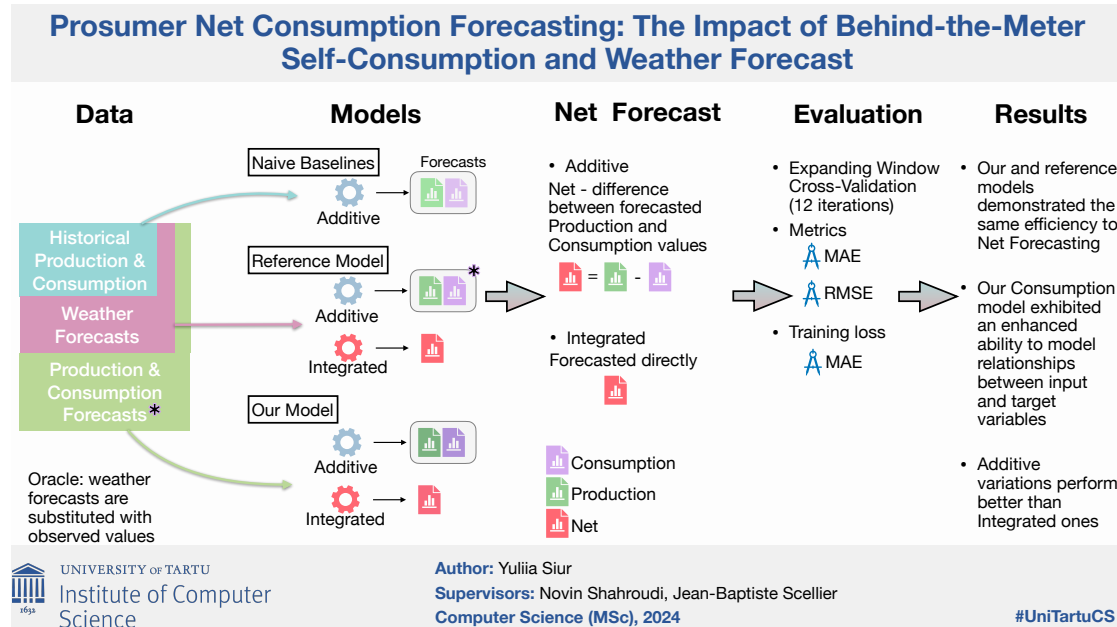 Prosumer Net Consumption Forecasting: The Impact of Behind-the-Meter
Self-Consumption and Weather Forecast
Data
Historical
Production &
Consumption
Weather
Forecasts
Production &
Consumption
Forecasts*
Oracle: weather
forecasts are
substituted with
observed values
Models
Naive Baselines
Forecasts
Additive
Reference Model
*
Additive
Integrated
Our Model
Additive
Integrated
Net Forecast
• Additive
Net - difference
between forecasted
Production and
Consumption values
= -
• Integrated
Forecasted directly
Consumption
Production
Net
Evaluation
• Expanding Window
Cross-Validation
(12 iterations)
• Metrics
MAE
RMSE
• Training loss
MAE
Results
• Our and reference
models
demonstrated the
same efficiency to
Net Forecasting
• Our Consumption
model exhibited
an enhanced
ability to model
relationships
between input
and target
variables
• Additive
variations perform
better than
Integrated ones
1632
UNIVERSITY OF TARTU
Institute of Computer
Science
Author: Yuliia Siur
Supervisors: Novin Shahroudi, Jean-Baptiste Scellier
Computer Science (MSc), 2024
#UniTartuCS